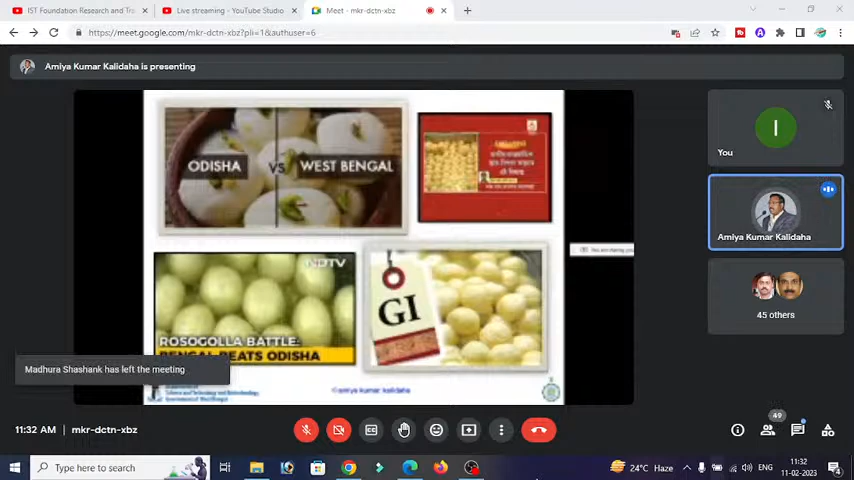 IST Foundation Research and Tra
Live streaming - YouTube Studio
Meet - mkr-dctn-xbz
https://meet.google.com/mkr-dctn-xbz?pli=1&authuser=6
Amiya Kumar Kalidaha is presenting
ODISHA VS WEST BENGAL
NDTV
ROSOGOLLA BATTLE:
BENGAL BEATS ODISHA
GI
© amiya kumar kalidaha
I
You
Amiya Kumar Kalidaha
45 others
Madhura Shashank has left the meeting
11:32 AM | mkr-dctn-xbz
49
Type here to search
24°C Haze
ENG
11:32
11-02-2023
4